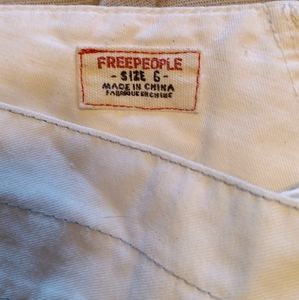 FREEPEOPLE
- SIZE 6 -
MADE IN CHINA
FABRIQUE EN CHINE